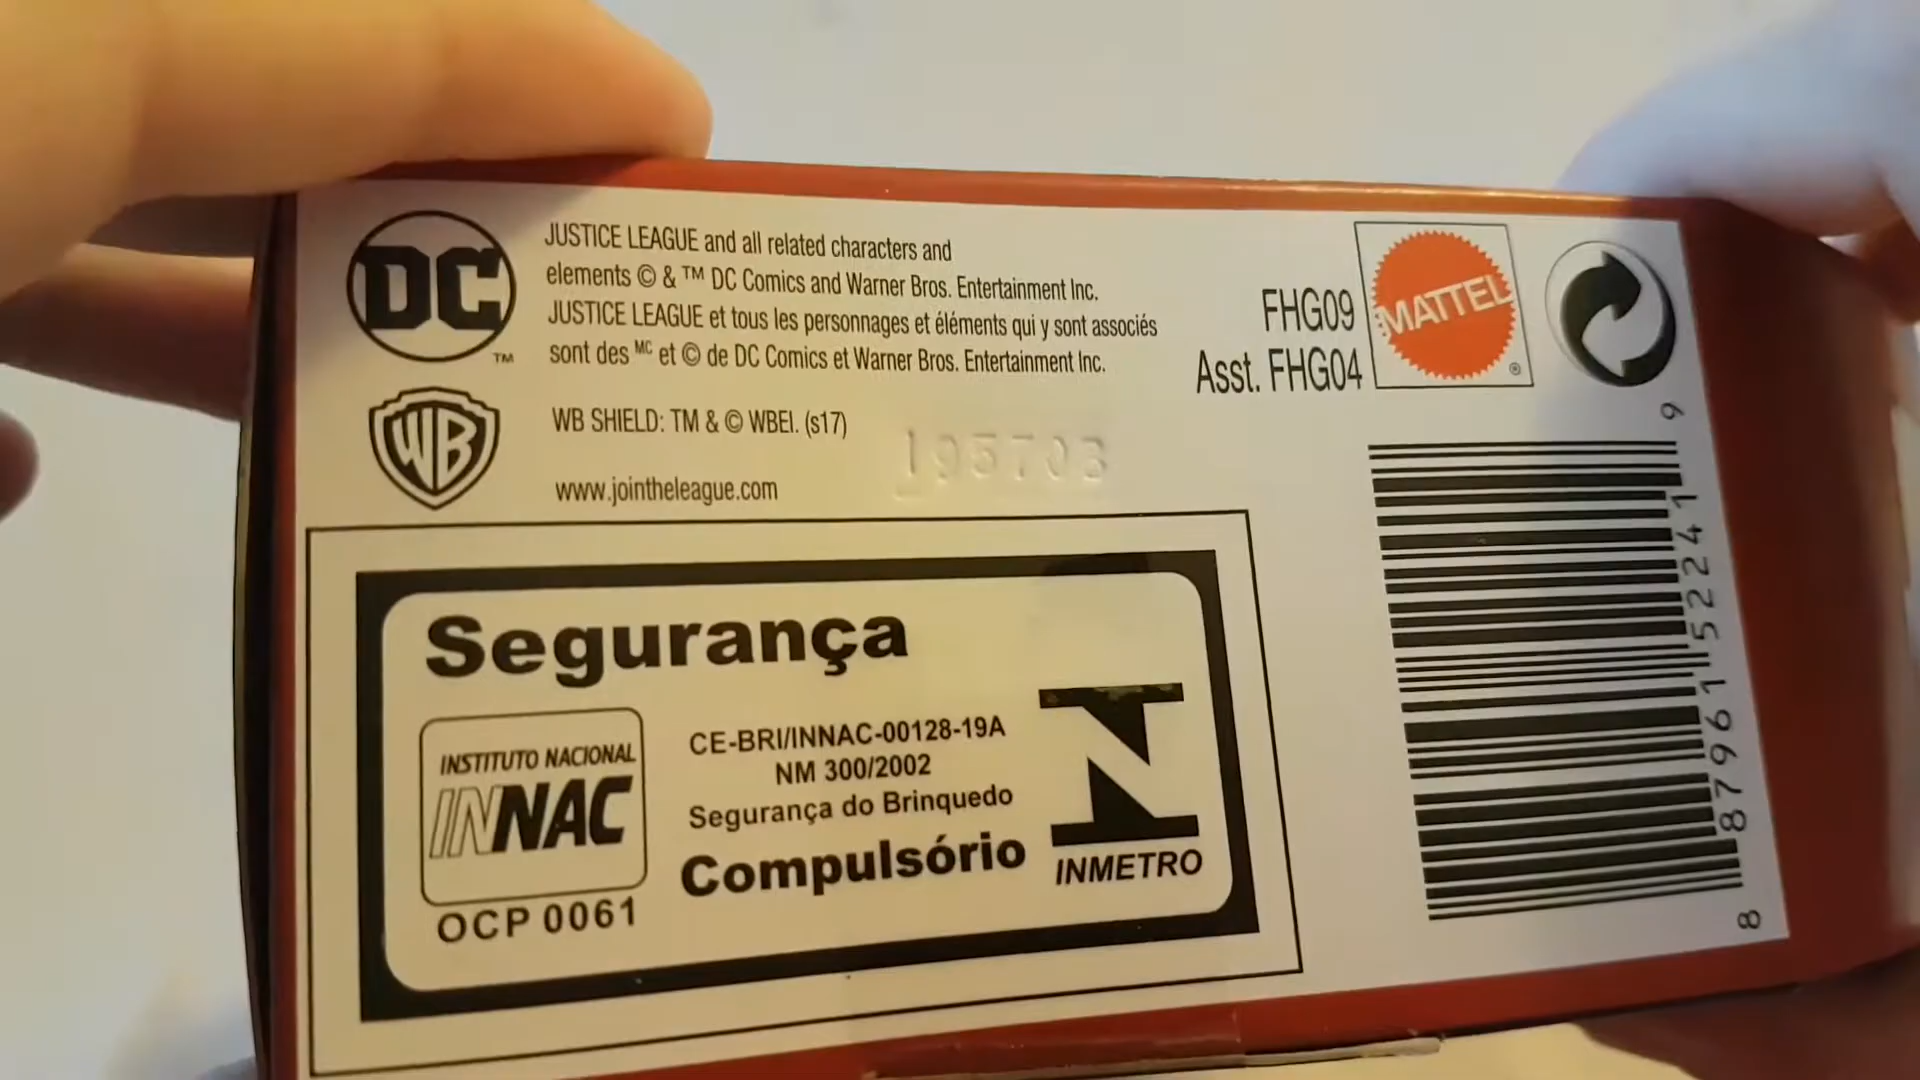 DC
TM
JUSTICE LEAGUE and all related characters and
elements © & ™ DC Comics and Warner Bros. Entertainment Inc.
JUSTICE LEAGUE et tous les personnages et éléments qui y sont associés
sont des MC et © de DC Comics et Warner Bros. Entertainment Inc.
WB
WB SHIELD: TM & © WBEI. (s17)
195703
www.jointheleague.com
FHG09
Asst. FHG04
MATTEL
®
Segurança
INSTITUTO NACIONAL
INNAC
OCP 0061
CE-BRI/INNAC-00128-19A
NM 300/2002
Segurança do Brinquedo
Compulsório
INMETRO
8 87961 52241 9